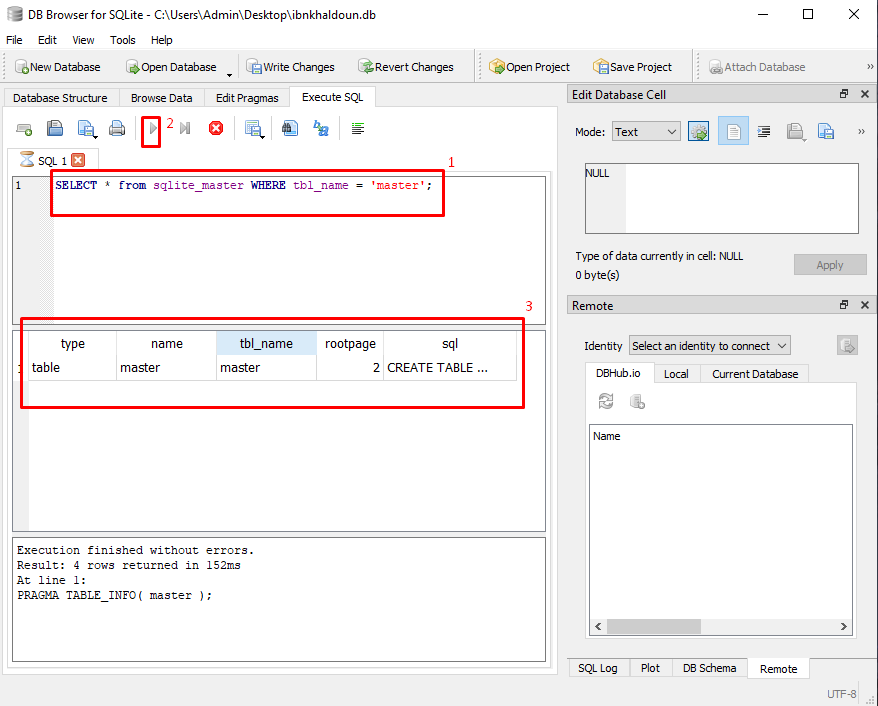 DB Browser for SQLite - C:\Users\Admin\Desktop\ibnkhaldoun.db
File Edit View Tools Help
New Database Open Database Write Changes Revert Changes Open Project Save Project Attach Database »
Database Structure Browse Data Edit Pragmas Execute SQL
2
SQL 1
1
1 SELECT * from sqlite_master WHERE tbl_name = 'master';
3
type name tbl_name rootpage sql
1 table master master 2 CREATE TABLE ...
Execution finished without errors.
Result: 4 rows returned in 152ms
At line 1:
PRAGMA TABLE_INFO( master );
Edit Database Cell
Mode: Text »
NULL
Type of data currently in cell: NULL
0 byte(s)
Apply
Remote
Identity Select an identity to connect
DBHub.io Local Current Database
Name
SQL Log Plot DB Schema Remote
UTF-8